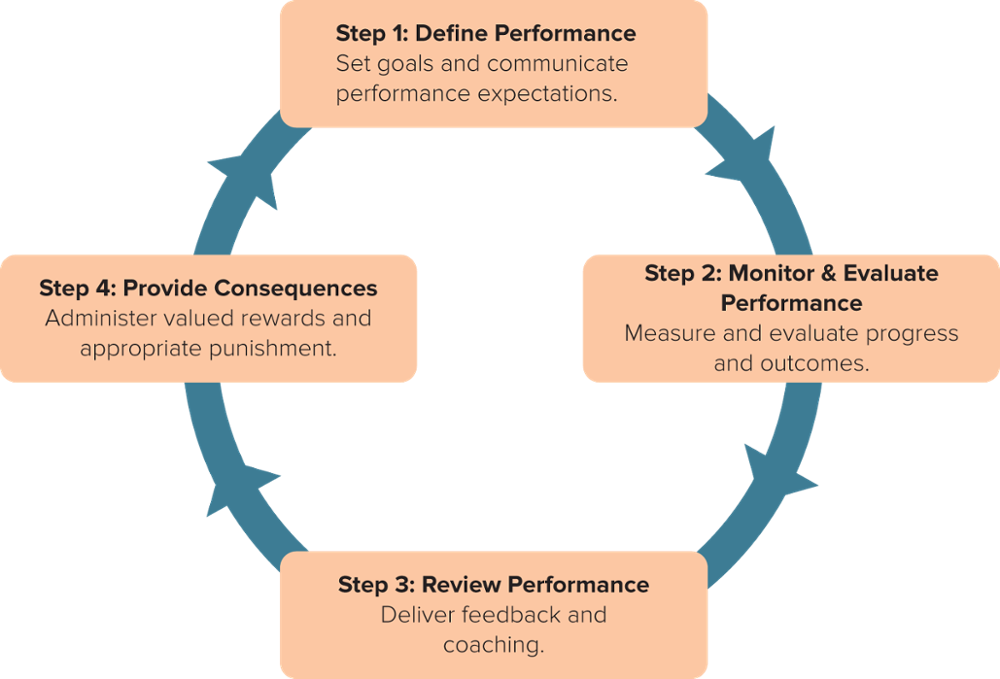 Step 1: Define Performance
Set goals and communicate
performance expectations.
Step 2: Monitor & Evaluate
Performance
Measure and evaluate progress
and outcomes.
Step 3: Review Performance
Deliver feedback and
coaching.
Step 4: Provide Consequences
Administer valued rewards and
appropriate punishment.